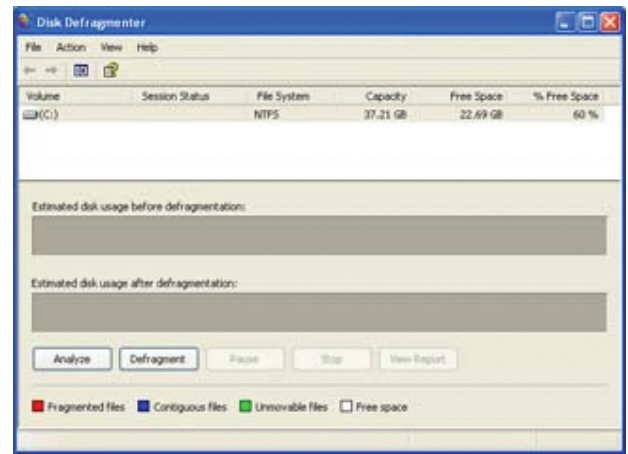 Disk Defragmenter
File Action View Help
Volume Session Status File System Capacity Free Space % Free Space
(C:) NTFS 37.21 GB 22.69 GB 60 %
Estimated disk usage before defragmentation:
Estimated disk usage after defragmentation:
Analyze Defragment Pause Stop View Report
Fragmented files Contiguous files Unmovable files Free space